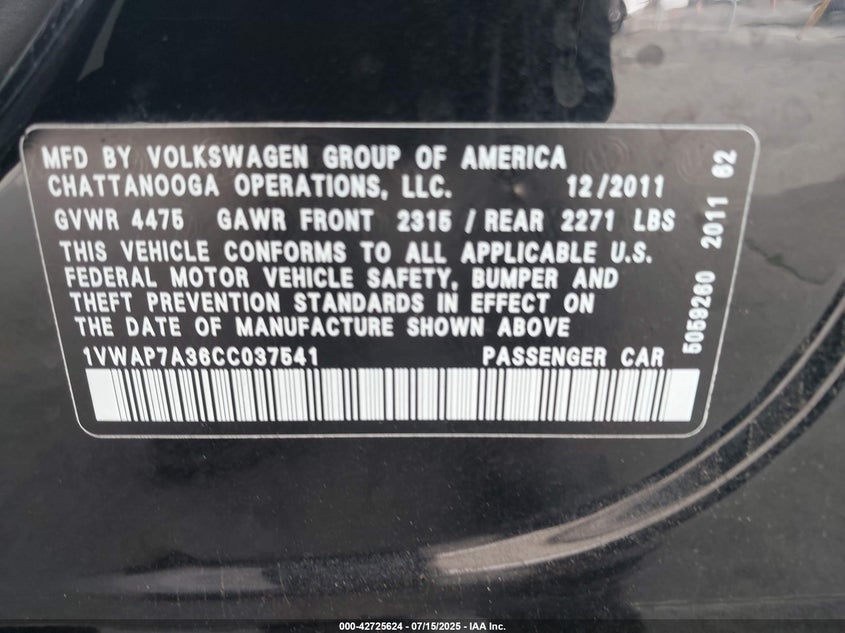 MFD BY VOLKSWAGEN GROUP OF AMERICA
CHATTANOOGA OPERATIONS, LLC. 12/2011
GVWR 4475 GAWR FRONT 2315 / REAR 2271 LBS
THIS VEHICLE CONFORMS TO ALL APPLICABLE U.S.
FEDERAL MOTOR VEHICLE SAFETY, BUMPER AND
THEFT PREVENTION STANDARDS IN EFFECT ON
THE DATE OF MANUFACTURE SHOWN ABOVE
1VWAP7A36CC037541 PASSENGER CAR
5059260 2011 62
000-42725624 - 07/15/2025 - IAA Inc.